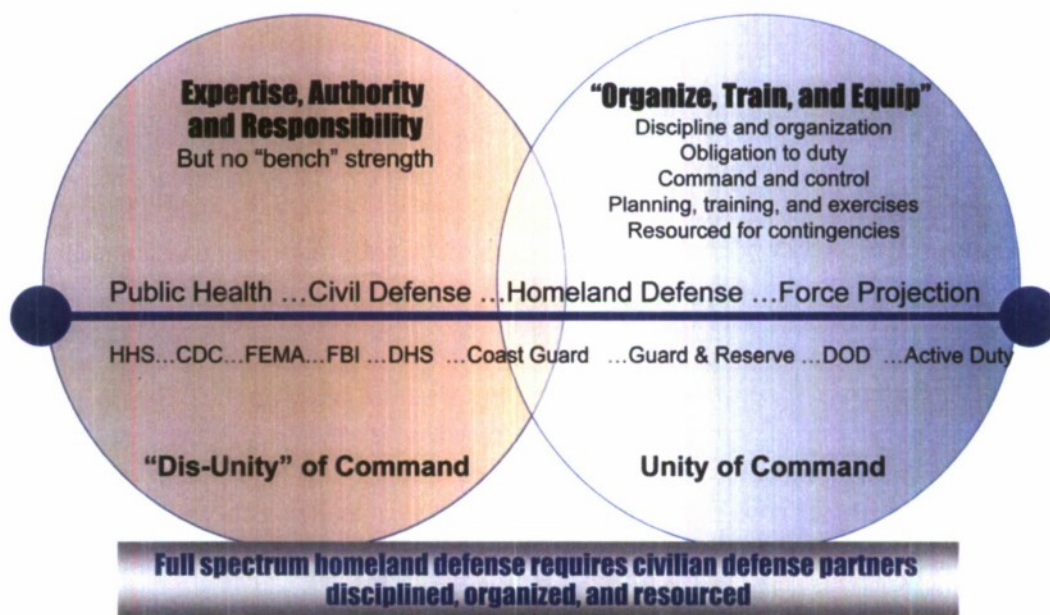 Expertise, Authority
and Responsibility
But no "bench" strength
"Organize, Train, and Equip"
Discipline and organization
Obligation to duty
Command and control
Planning, training, and exercises
Resourced for contingencies
Public Health ...Civil Defense ...Homeland Defense ...Force Projection
HHS...CDC...FEMA...FBI ...DHS ...Coast Guard ...Guard & Reserve ...DOD ...Active Duty
"Dis-Unity" of Command
Unity of Command
Full spectrum homeland defense requires civilian defense partners
disciplined, organized, and resourced